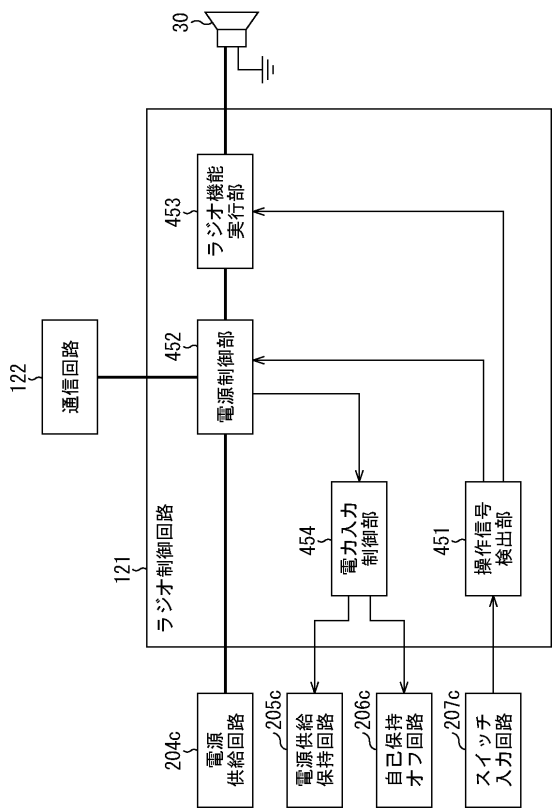 30
122
通信回路
121
ラジオ制御回路
452
電源制御部
453
ラジオ機能
実行部
454
電力入力
制御部
451
操作信号
検出部
204c
電源
供給回路
205c
電源供給
保持回路
206c
自己保持
オフ回路
207c
スイッチ
入力回路